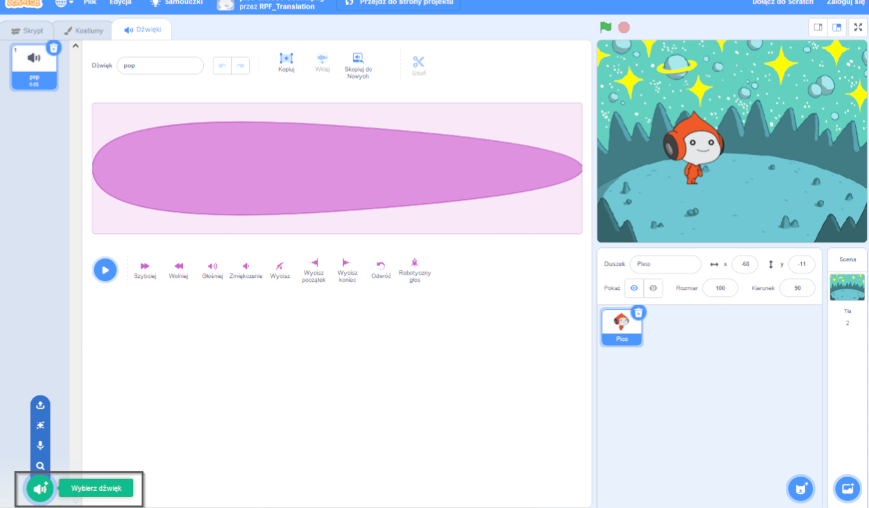 Plik Edycja Samouczki
przez RPF_Translation
Przejdź do strony projektu
Dołącz do Scratch Zaloguj się
Skrypt Kostiumy Dźwięki
1
pop
Dźwięk pop
Kopiuj Wklej Skopiuj do
Nowych
Usuń
Szybciej Wolniej Głośniej Zmiękczanie Wycisz Wycisz
początek Wycisz
koniec Odwróć Robotyczny
głos
Wybierz dźwięk
Duszek Pico x -68 y -11
Pokaż Rozmiar 100 Kierunek 90
Pico
Scena
Tła
2